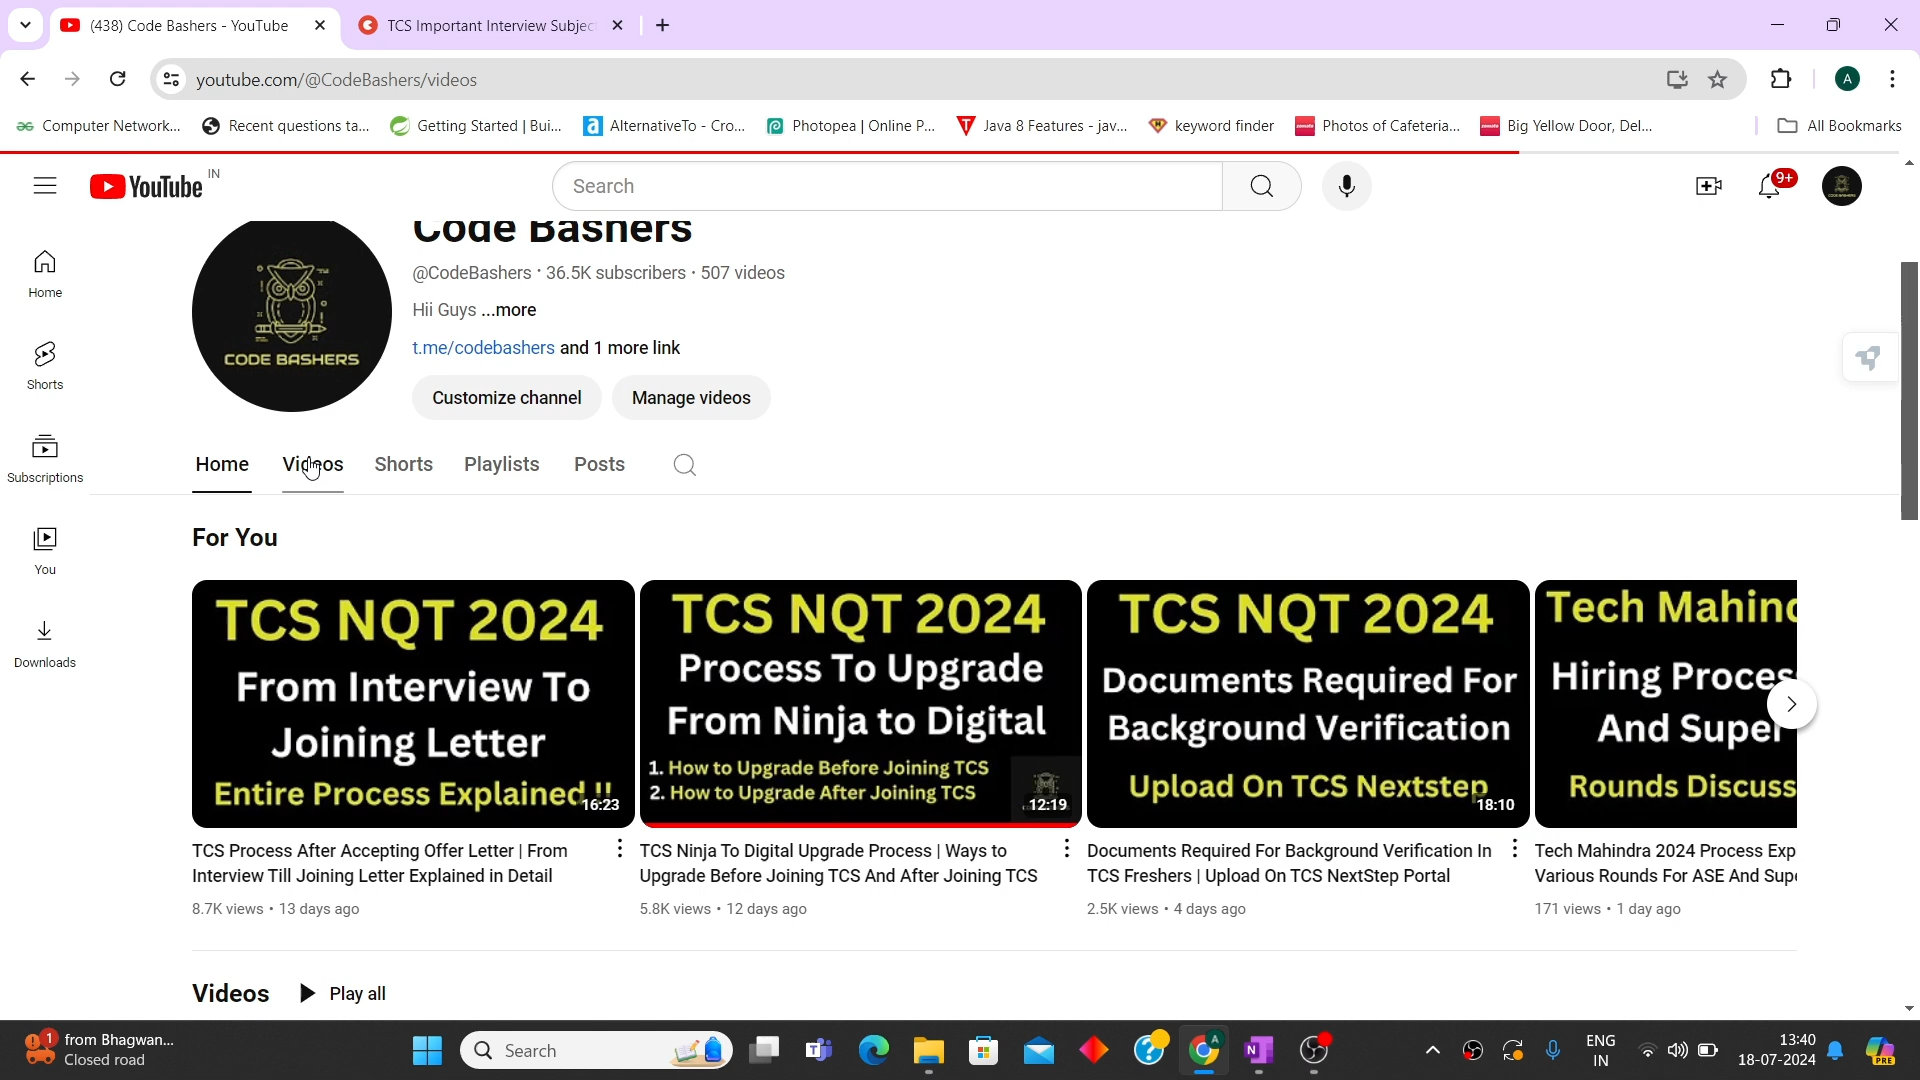 (438) Code Bashers - YouTube
TCS Important Interview Subjec
youtube.com/@CodeBashers/videos
A
Computer Network...
Recent questions ta...
Getting Started | Bui...
AlternativeTo - Cro...
Photopea | Online P...
Java 8 Features - jav...
keyword finder
Photos of Cafeteria...
Big Yellow Door, Del...
All Bookmarks
YouTube IN
Search
9+
Code Bashers
@CodeBashers · 36.5K subscribers · 507 videos
Hii Guys ...more
t.me/codebashers and 1 more link
CODE BASHERS
Customize channel
Manage videos
Home
Shorts
Subscriptions
You
Downloads
Home
Videos
Shorts
Playlists
Posts
For You
TCS NQT 2024
From Interview To
Joining Letter
Entire Process Explained !!
16:23
TCS NQT 2024
Process To Upgrade
From Ninja to Digital
1. How to Upgrade Before Joining TCS
2. How to Upgrade After Joining TCS
12:19
TCS NQT 2024
Documents Required For
Background Verification
Upload On TCS Nextstep
18:10
Tech Mahind
Hiring Process
And Super
Rounds Discuss
TCS Process After Accepting Offer Letter | From
Interview Till Joining Letter Explained in Detail
8.7K views · 13 days ago
TCS Ninja To Digital Upgrade Process | Ways to
Upgrade Before Joining TCS And After Joining TCS
5.8K views · 12 days ago
Documents Required For Background Verification In
TCS Freshers | Upload On TCS NextStep Portal
2.5K views · 4 days ago
Tech Mahindra 2024 Process Exp
Various Rounds For ASE And Supe
171 views · 1 day ago
Videos
Play all
1
from Bhagwan...
Closed road
Search
A
ENG
IN
13:40
18-07-2024
PRE